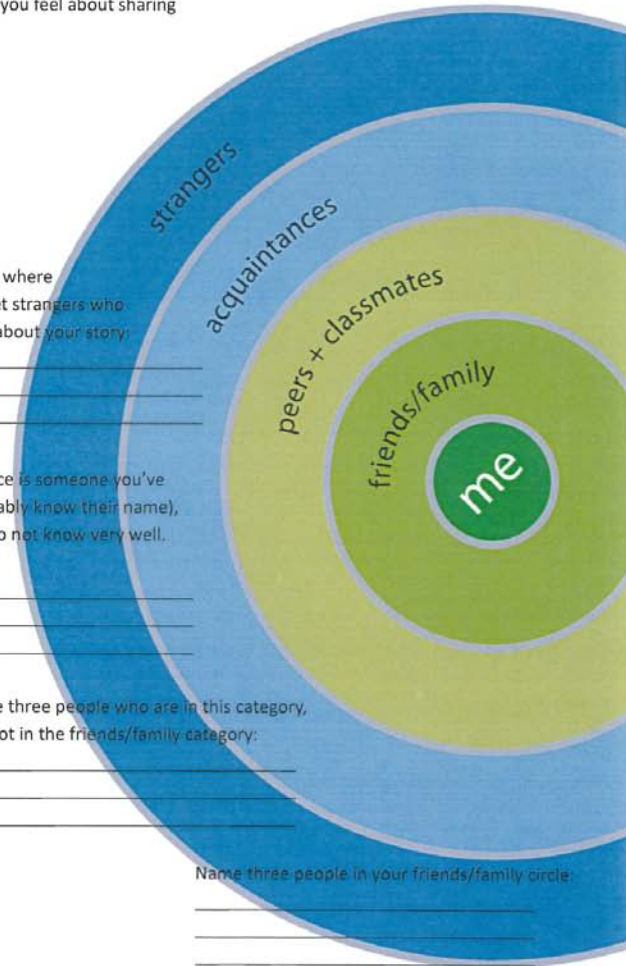 you feel about sharing
strangers
acquaintances
peers + classmates
friends/family
me
where
et strangers who
about your story:
ce is someone you've
ably know their name),
o not know very well.
e three people who are in this category,
ot in the friends/family category:
Name three people in your friends/family circle: